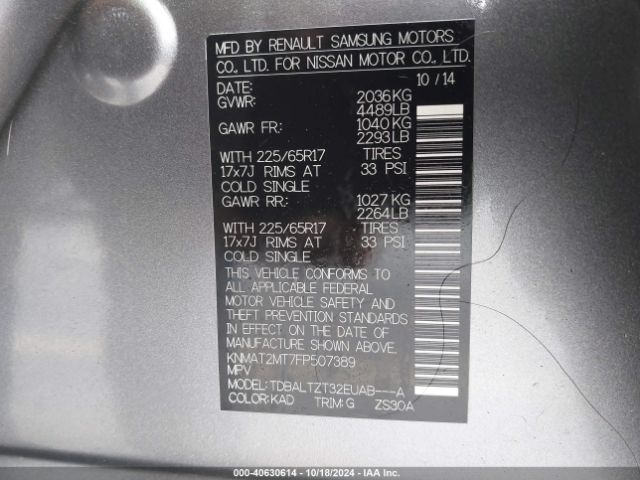 MFD BY RENAULT SAMSUNG MOTORS
CO., LTD. FOR NISSAN MOTOR CO., LTD.
DATE: 10/14
GVWR: 2036KG
4489LB
GAWR FR: 1040KG
2293LB
WITH 225/65R17 TIRES
17x7J RIMS AT 33 PSI
COLD SINGLE
GAWR RR: 1027KG
2264LB
WITH 225/65R17 TIRES
17x7J RIMS AT 33 PSI
COLD SINGLE
THIS VEHICLE CONFORMS TO
ALL APPLICABLE FEDERAL
MOTOR VEHICLE SAFETY AND
THEFT PREVENTION STANDARDS
IN EFFECT ON THE DATE OF
MANUFACTURE SHOWN ABOVE.
KNMAT2MT7FP507389
MPV
MODEL: TDBALTZT32EUAB---A
COLOR: KAD TRIM: G ZS30A
000-40630614 - 10/18/2024 - IAA Inc.